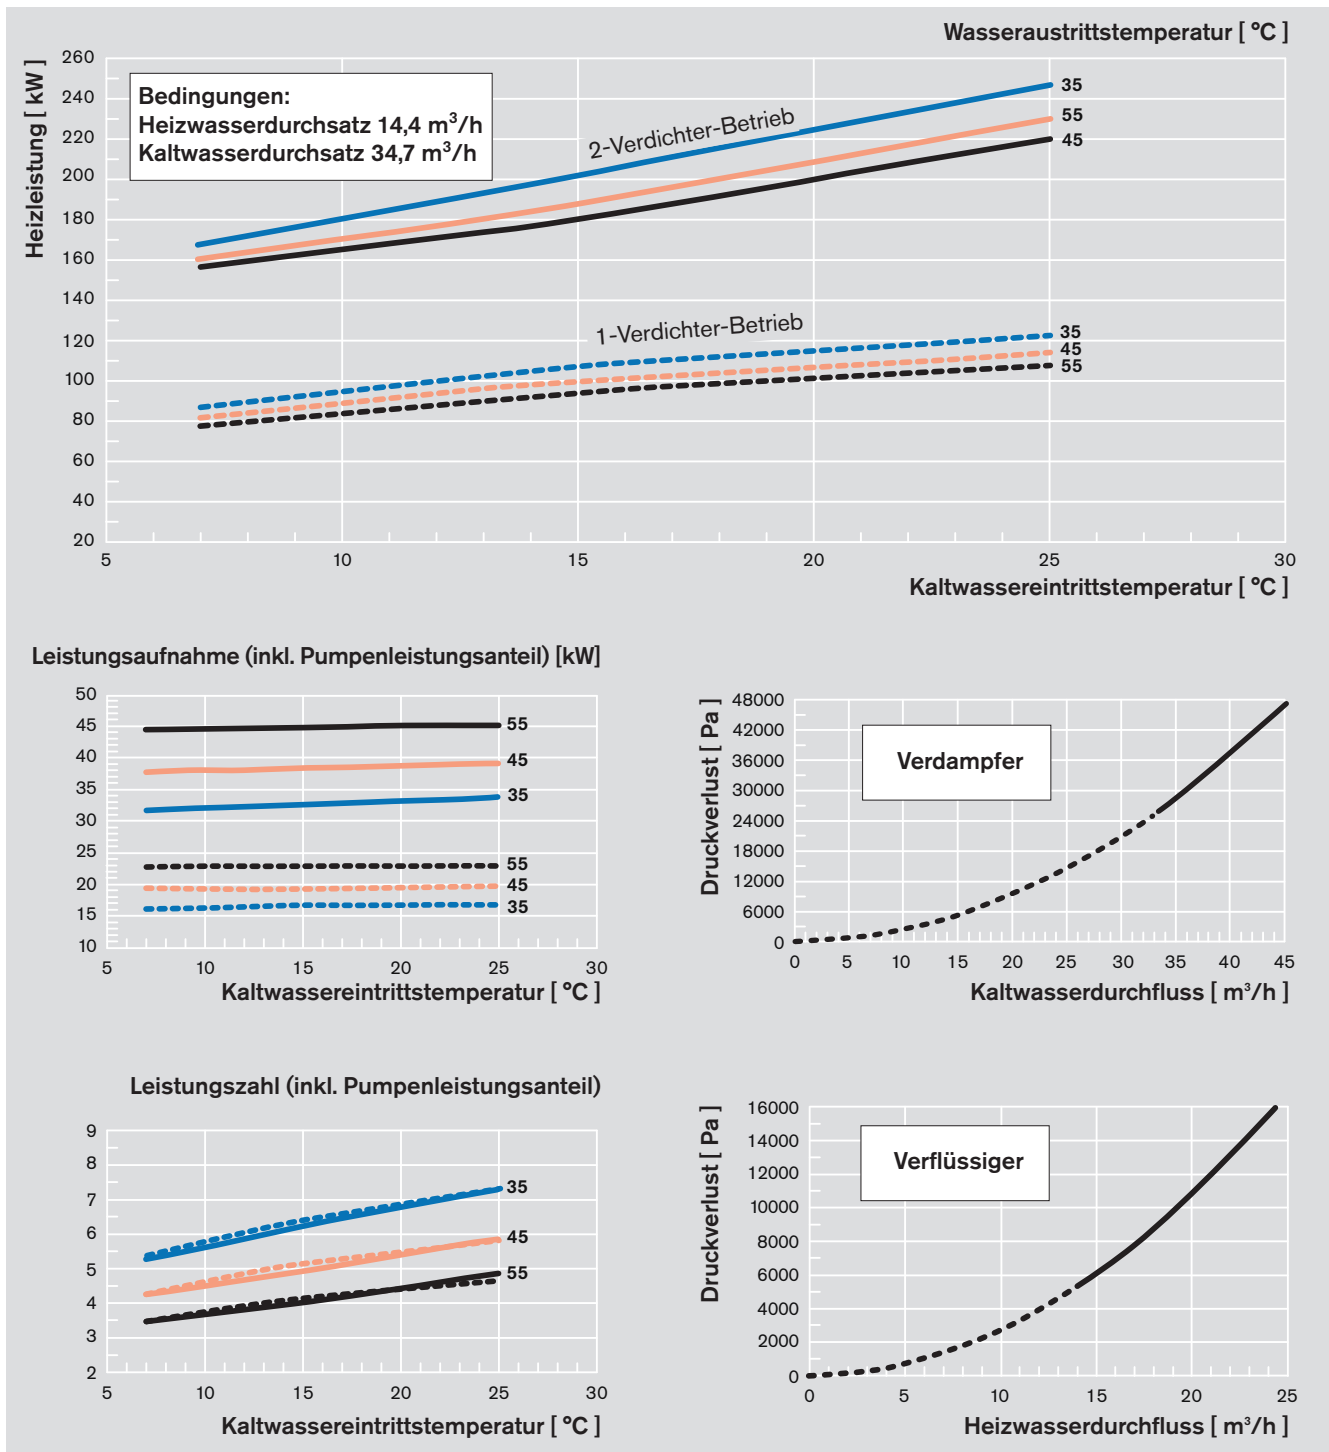 Wasseraustrittstemperatur [ °C ]
Heizleistung [ kW ]
260
240
220
200
180
160
140
120
100
80
60
40
20
Bedingungen:
Heizwasserdurchsatz 14,4 m³/h
Kaltwasserdurchsatz 34,7 m³/h
2-Verdichter-Betrieb
35
55
45
1-Verdichter-Betrieb
35
45
55
5 10 15 20 25 30
Kaltwassereintrittstemperatur [ °C ]
Leistungsaufnahme (inkl. Pumpenleistungsanteil) [kW]
50
45
40
35
30
25
20
15
10
55
45
35
55
45
35
5 10 15 20 25 30
Kaltwassereintrittstemperatur [ °C ]
Druckverlust [ Pa ]
48000
42000
36000
30000
24000
18000
12000
6000
0
Verdampfer
0 5 10 15 20 25 30 35 40 45
Kaltwasserdurchfluss [ m³/h ]
Leistungszahl (inkl. Pumpenleistungsanteil)
9
8
7
6
5
4
3
2
35
45
55
5 10 15 20 25 30
Kaltwassereintrittstemperatur [ °C ]
Druckverlust [ Pa ]
16000
14000
12000
10000
8000
6000
4000
2000
0
Verflüssiger
0 5 10 15 20 25
Heizwasserdurchfluss [ m³/h ]